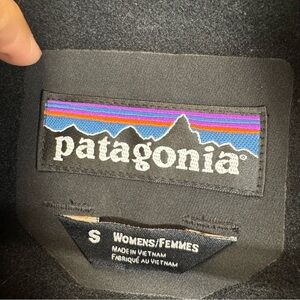 patagonia®
S WOMENS/FEMMES
MADE IN VIETNAM
FABRIQUÉ AU VIETNAM